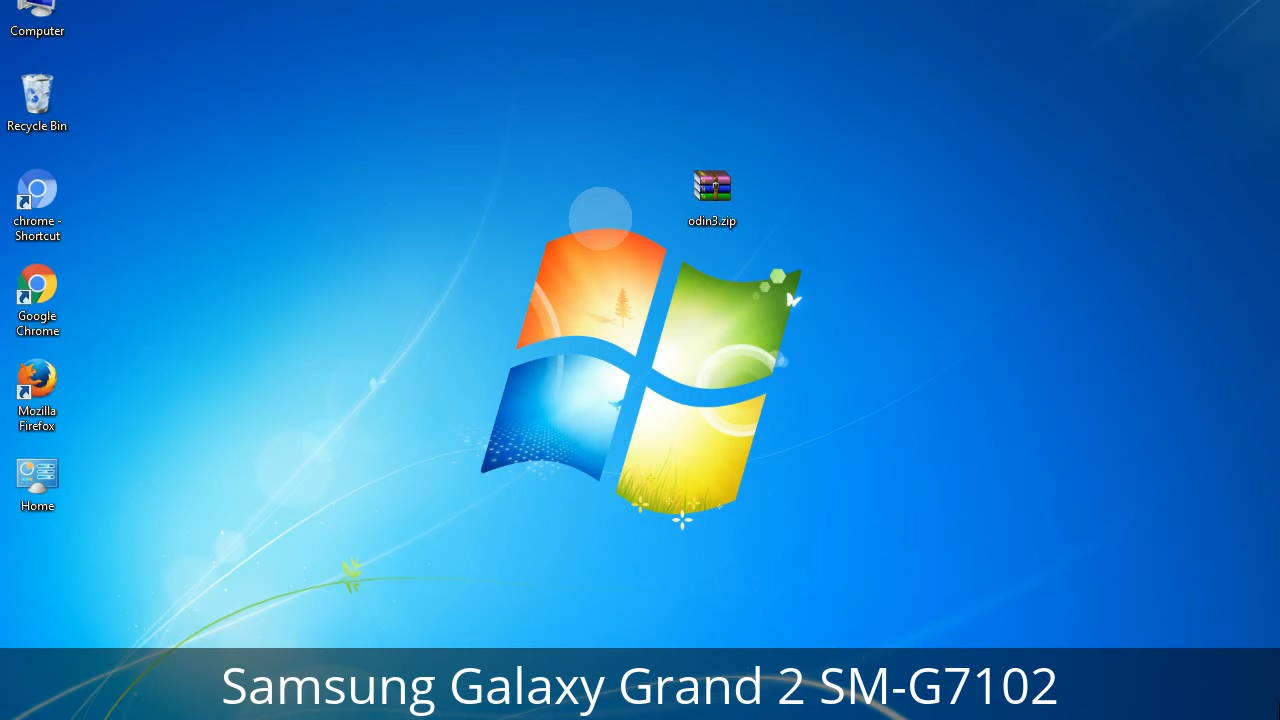 Computer
Recycle Bin
chrome -
Shortcut
Google
Chrome
Mozilla
Firefox
Home
odin3.zip
Samsung Galaxy Grand 2 SM-G7102